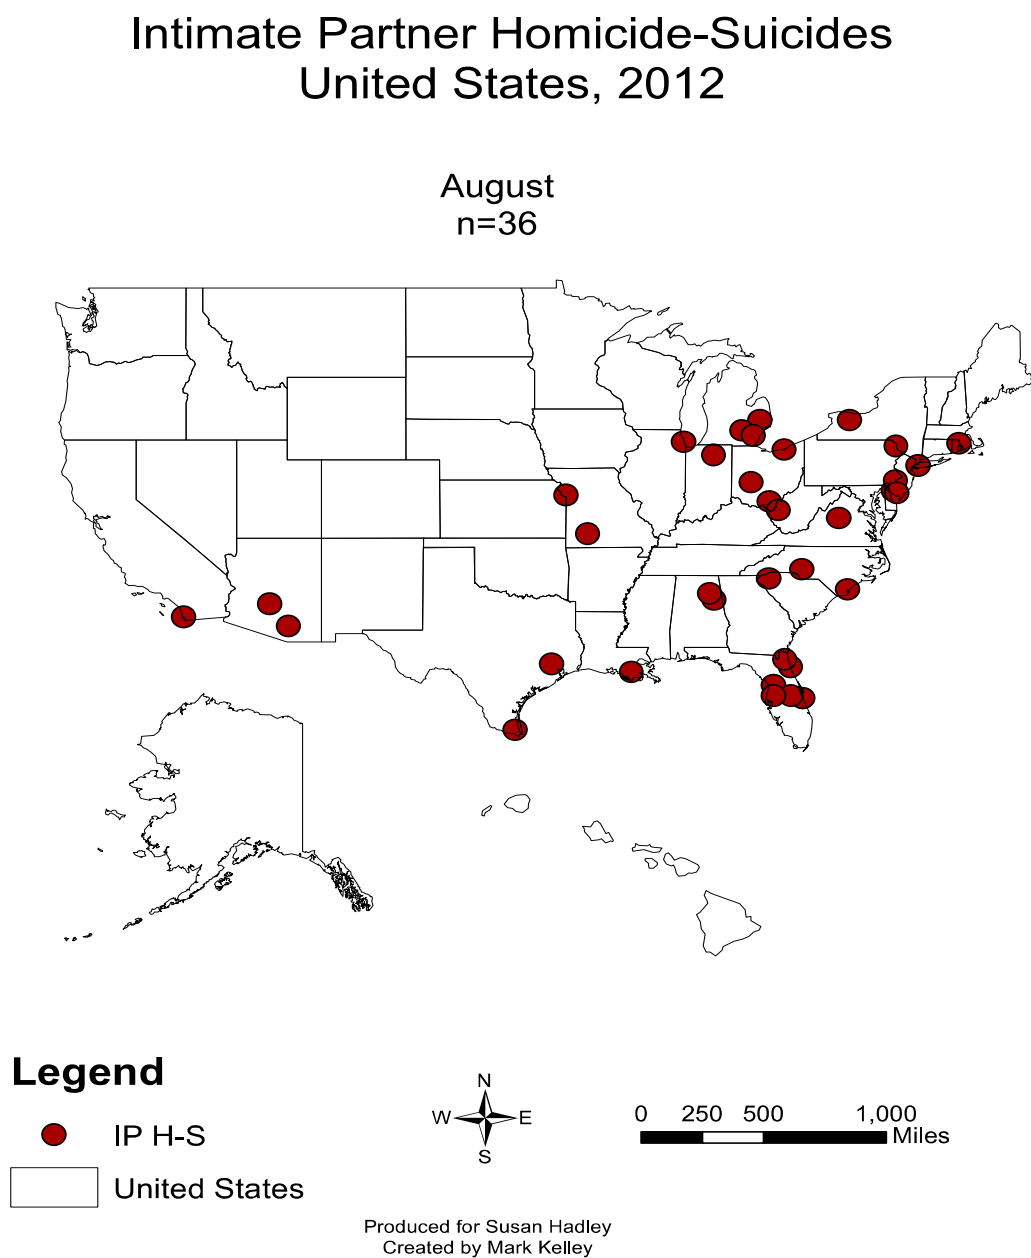 Intimate Partner Homicide-Suicides
United States, 2012
August
n=36
Legend
IP H-S
United States
N
W E
S
0 250 500 1,000
Miles
Produced for Susan Hadley
Created by Mark Kelley